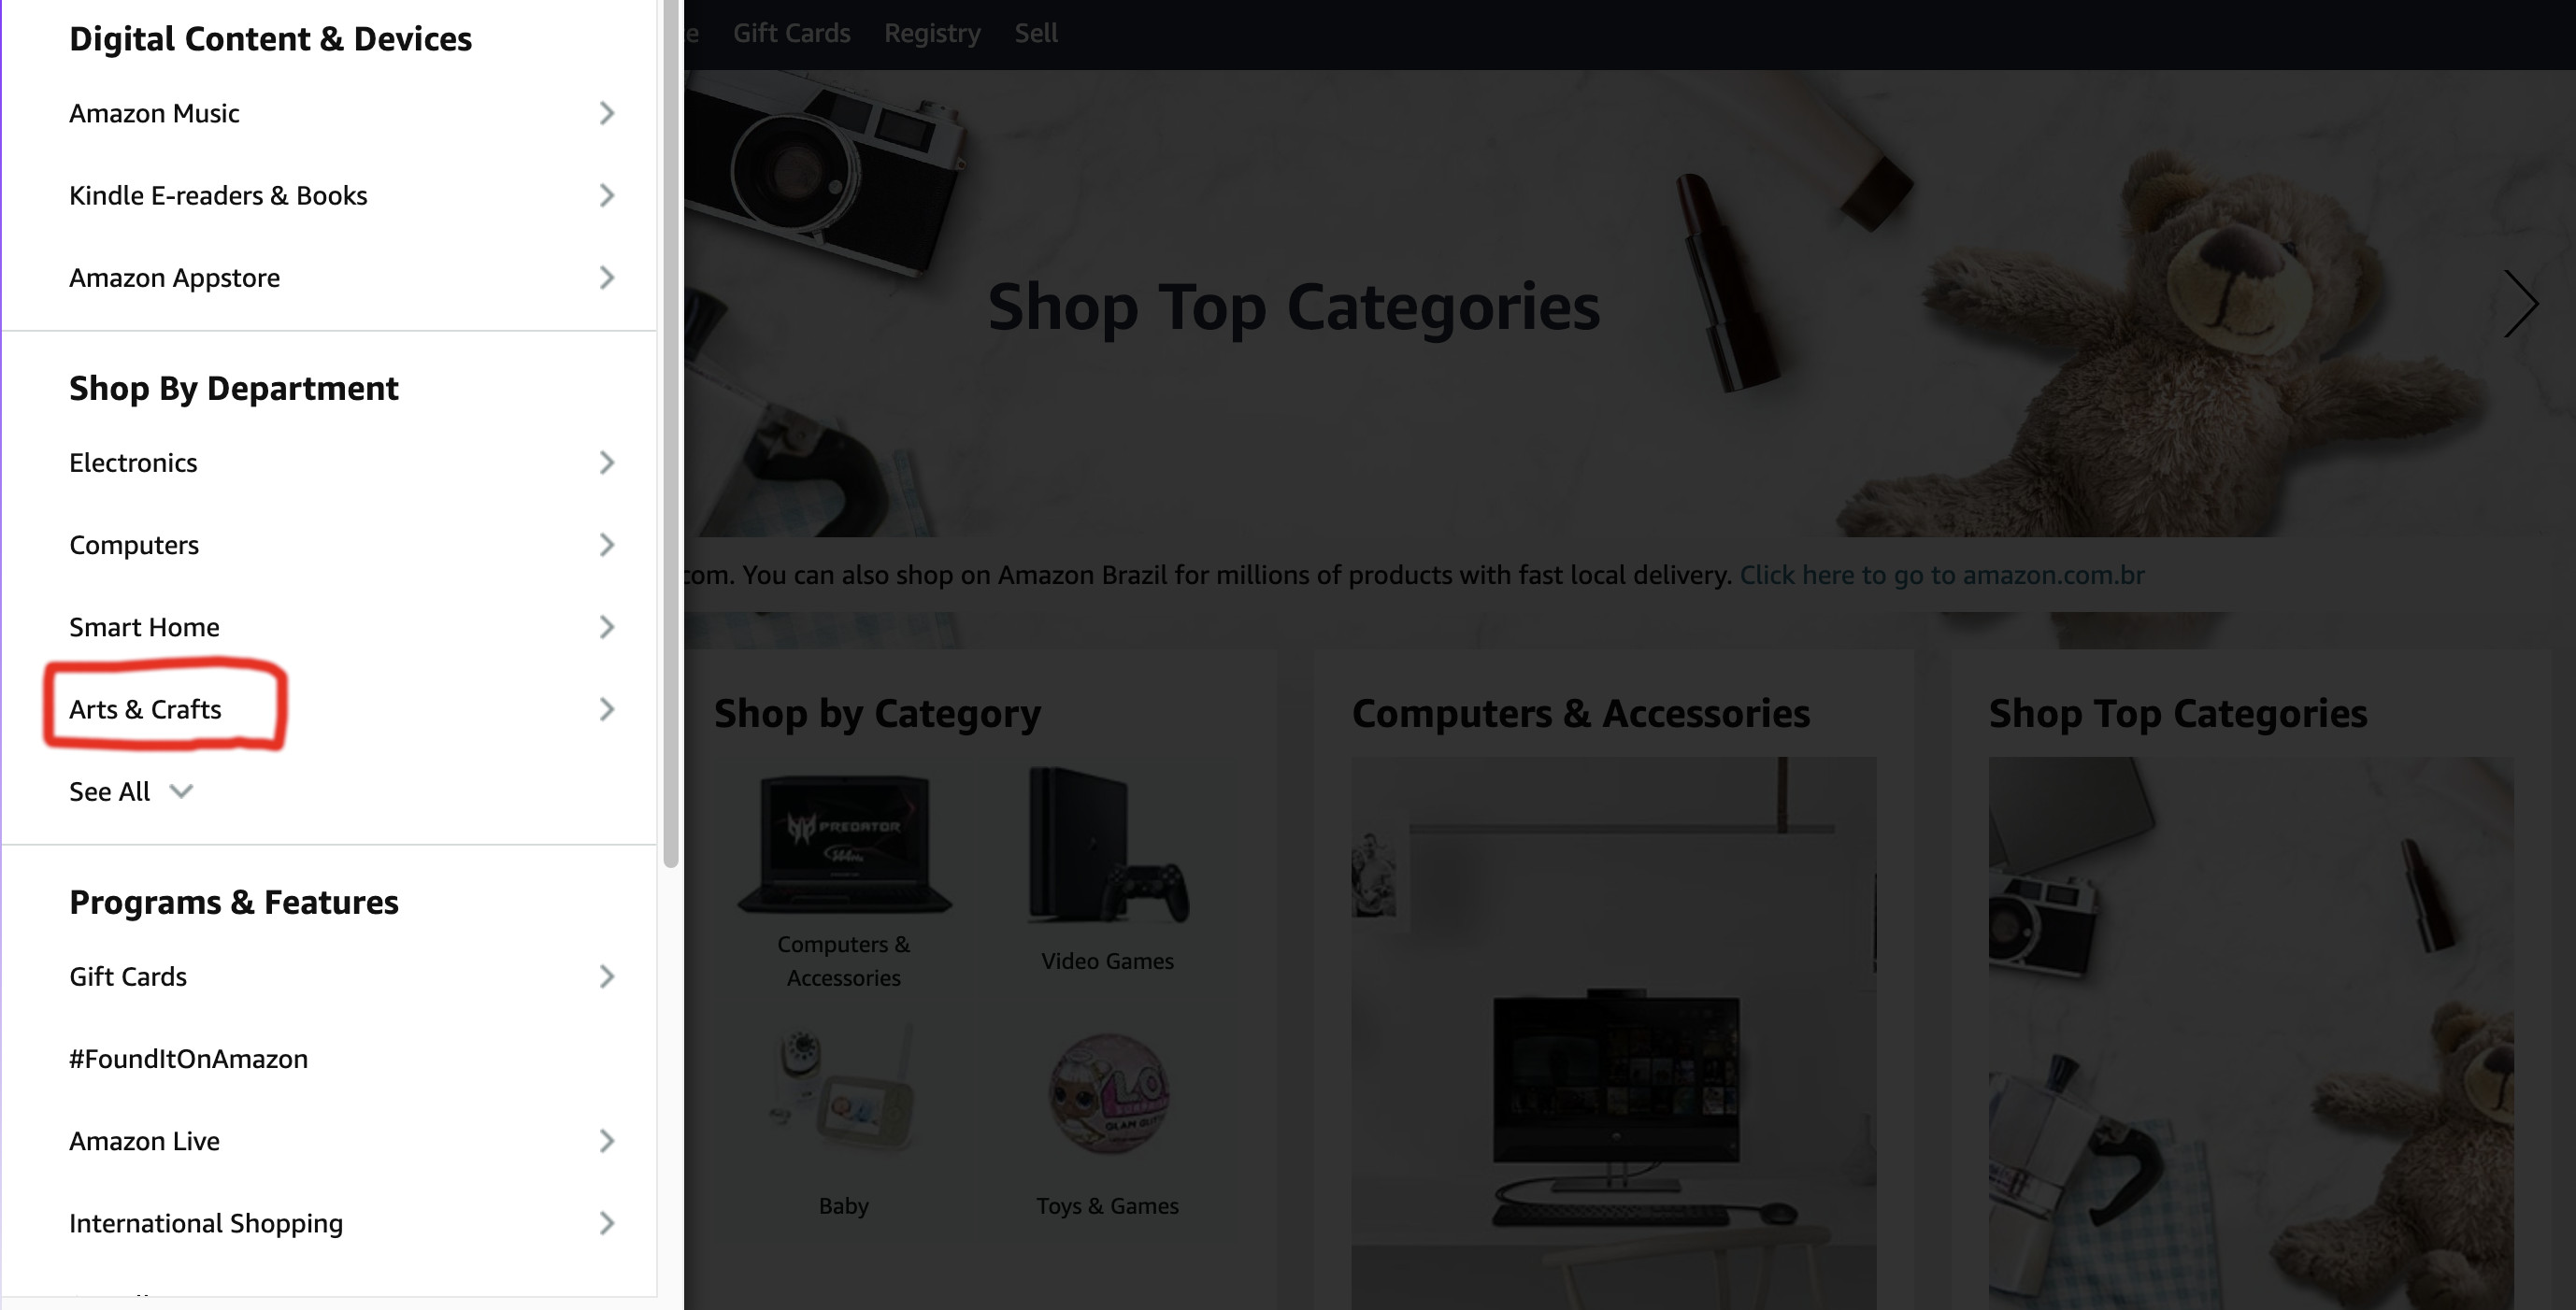 Digital Content & Devices
Amazon Music
Kindle E-readers & Books
Amazon Appstore
Shop By Department
Electronics
Computers
Smart Home
Arts & Crafts
See All
Programs & Features
Gift Cards
#FoundItOnAmazon
Amazon Live
International Shopping
e Gift Cards Registry Sell
Shop Top Categories
com. You can also shop on Amazon Brazil for millions of products with fast local delivery. Click here to go to amazon.com.br
Shop by Category
PREDATOR
Computers &
Accessories
Video Games
Baby
L.O.L.
SURPRISE
GLAM GLITTER
Toys & Games
Computers & Accessories
Shop Top Categories